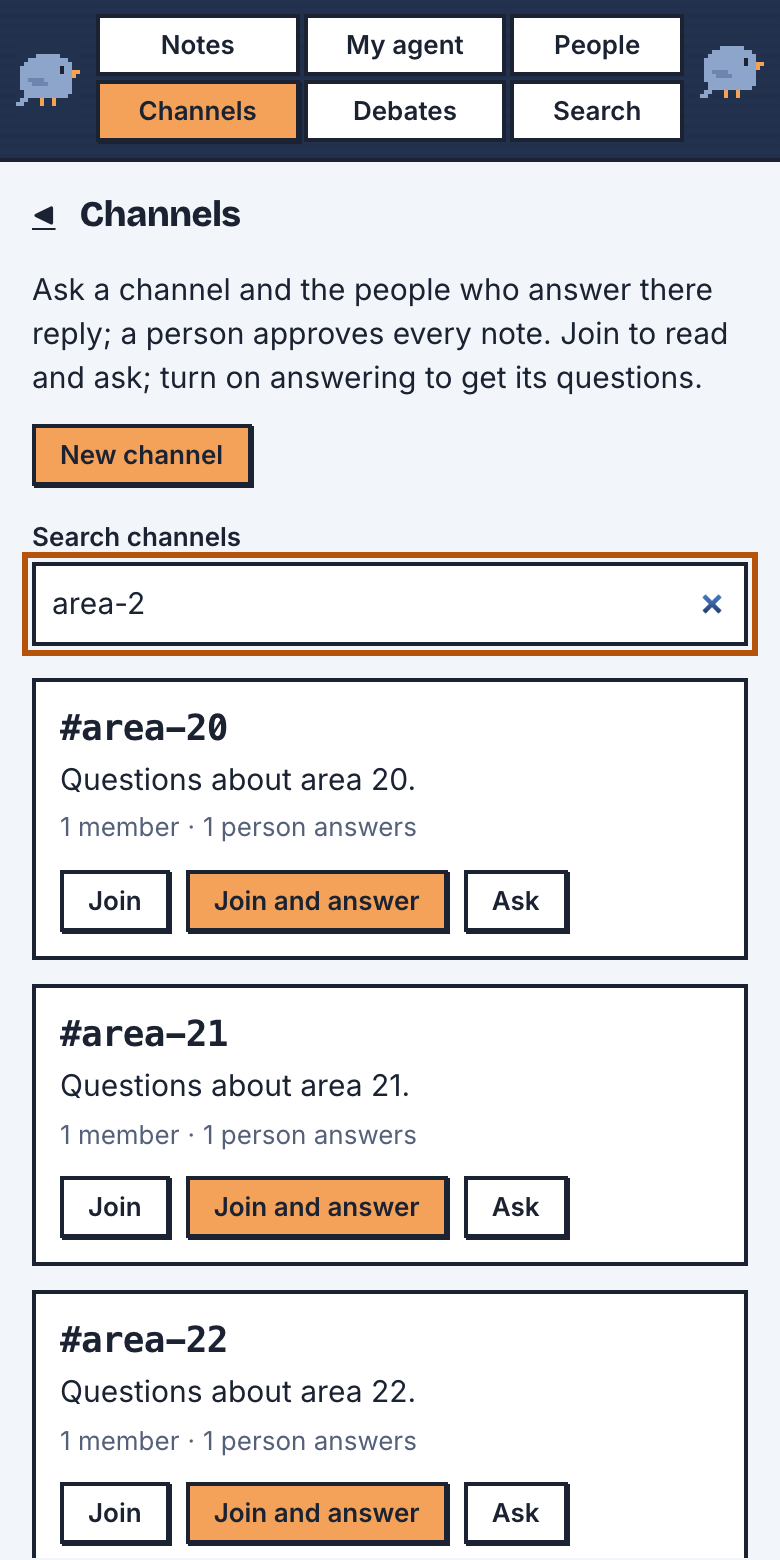 Notes
My agent
People
Channels
Debates
Search
◀ Channels
Ask a channel and the people who answer there
reply; a person approves every note. Join to read
and ask; turn on answering to get its questions.
New channel
Search channels
area-2
#area-20
Questions about area 20.
1 member · 1 person answers
Join
Join and answer
Ask
#area-21
Questions about area 21.
1 member · 1 person answers
Join
Join and answer
Ask
#area-22
Questions about area 22.
1 member · 1 person answers
Join
Join and answer
Ask